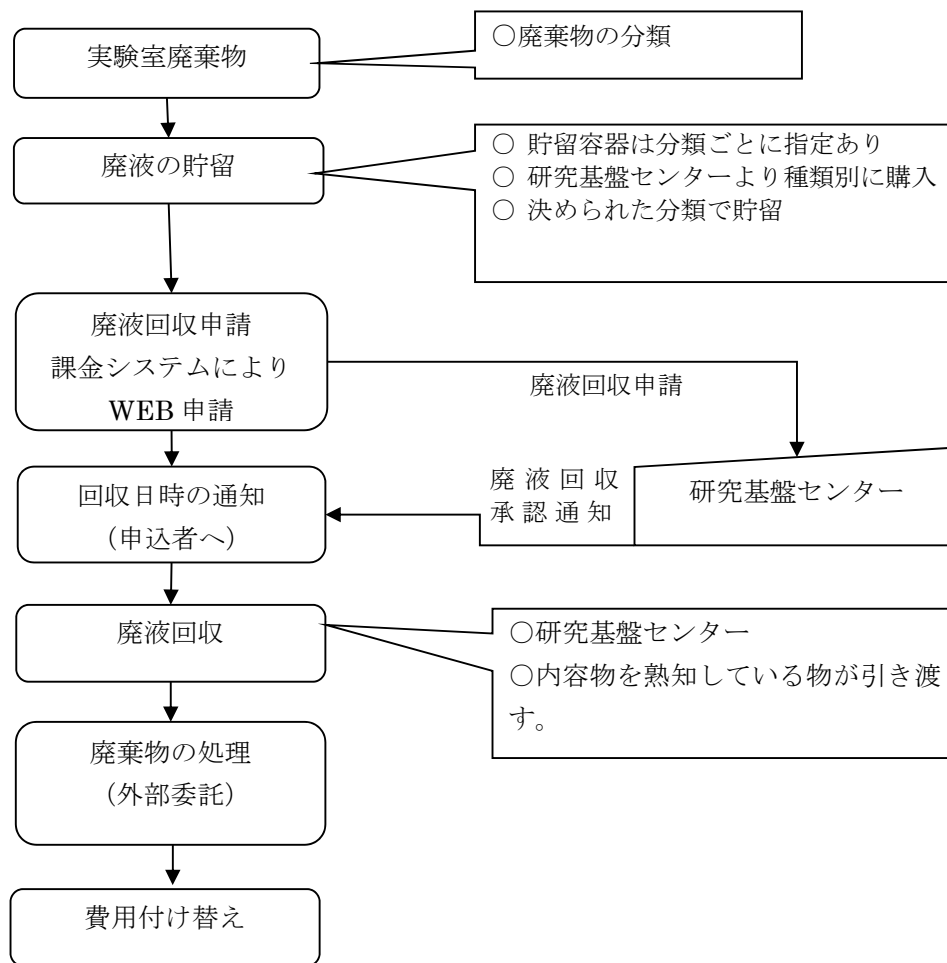 実験室廃棄物
○廃棄物の分類
廃液の貯留
○ 貯留容器は分類ごとに指定あり
○ 研究基盤センターより種類別に購入
○ 決められた分類で貯留
廃液回収申請
課金システムにより
WEB 申請
廃液回収申請
廃液回収
承認通知
研究基盤センター
回収日時の通知
（申込者へ）
廃液回収
○研究基盤センター
○内容物を熟知している物が引き渡
す。
廃棄物の処理
（外部委託）
費用付け替え